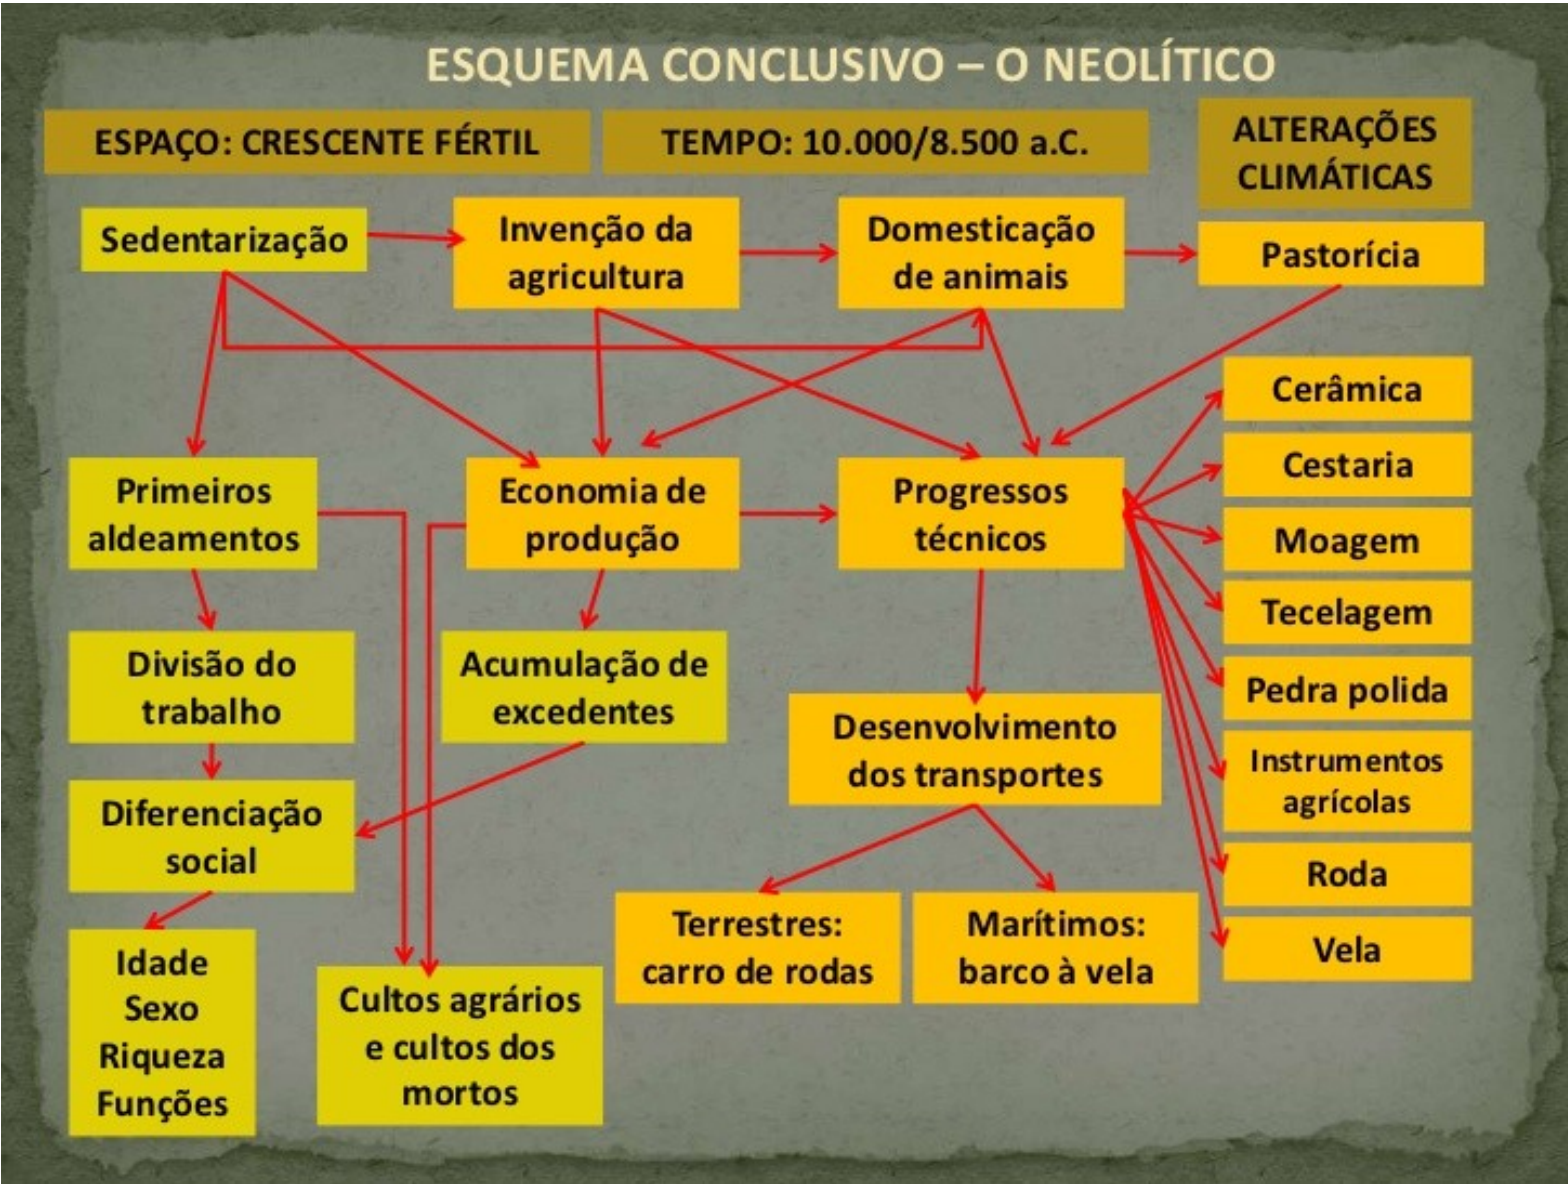 ESQUEMA CONCLUSIVO – O NEOLÍTICO
ESPAÇO: CRESCENTE FÉRTIL
TEMPO: 10.000/8.500 a.C.
ALTERAÇÕES
CLIMÁTICAS
Sedentarização
Invenção da
agricultura
Domesticação
de animais
Pastorícia
Primeiros
aldeamentos
Economia de
produção
Progressos
técnicos
Cerâmica
Cestaria
Moagem
Tecelagem
Pedra polida
Instrumentos
agrícolas
Roda
Vela
Divisão do
trabalho
Acumulação de
excedentes
Desenvolvimento
dos transportes
Diferenciação
social
Terrestres:
carro de rodas
Marítimos:
barco à vela
Idade
Sexo
Riqueza
Funções
Cultos agrários
e cultos dos
mortos